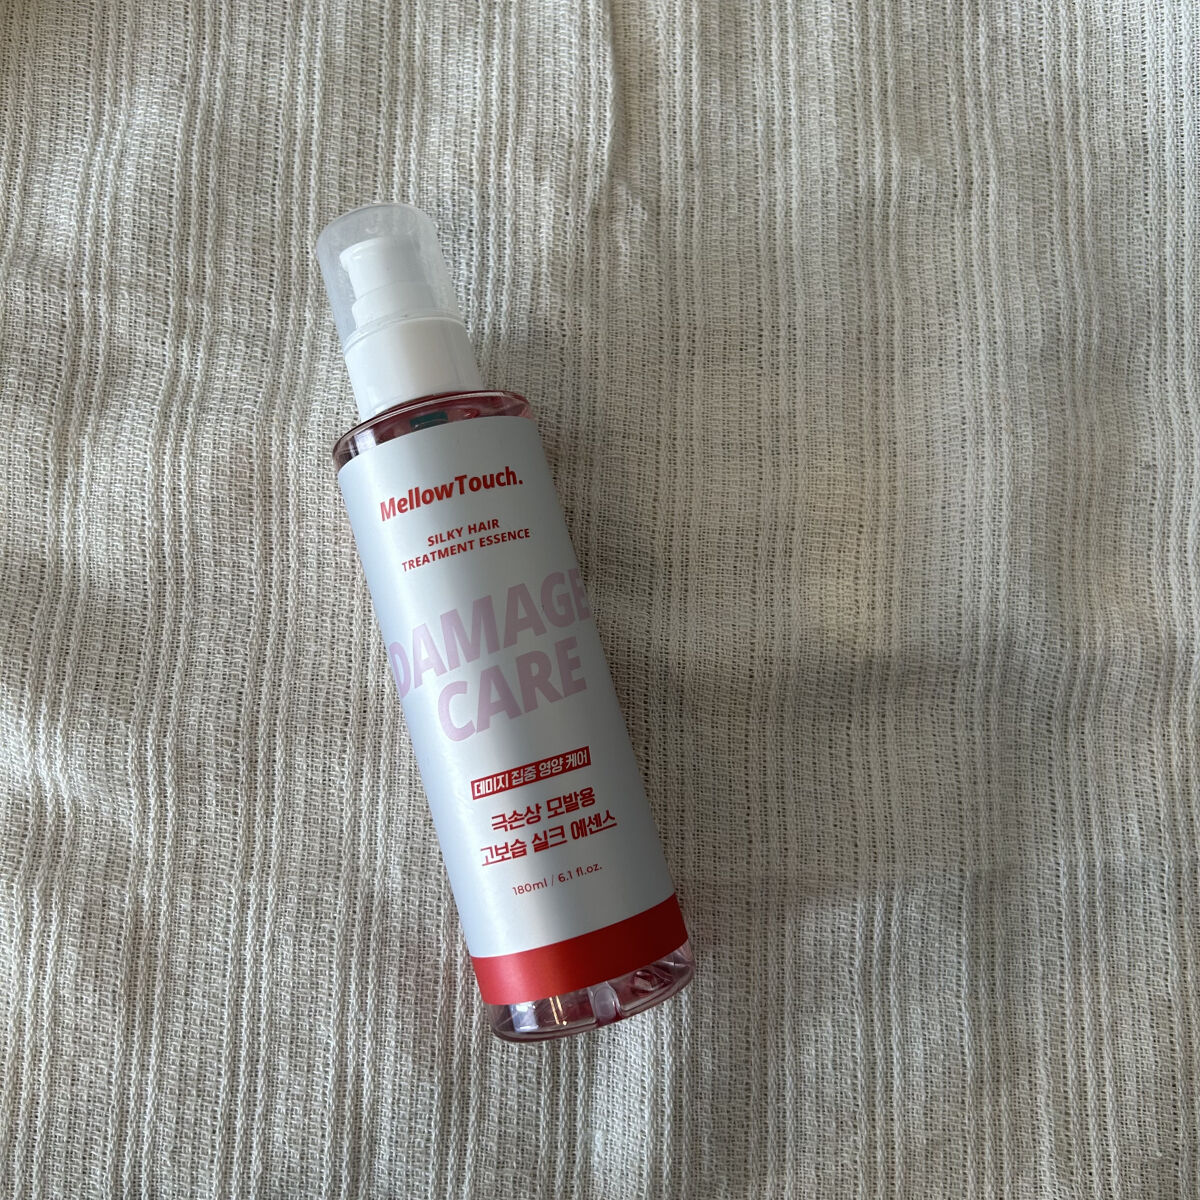 MellowTouch.
SILKY HAIR
TREATMENT ESSENCE
DAMAGE
CARE
데미지 집중 영양 케어
극손상 모발용
고보습 실크 에센스
180ml / 6.1 fl.oz.